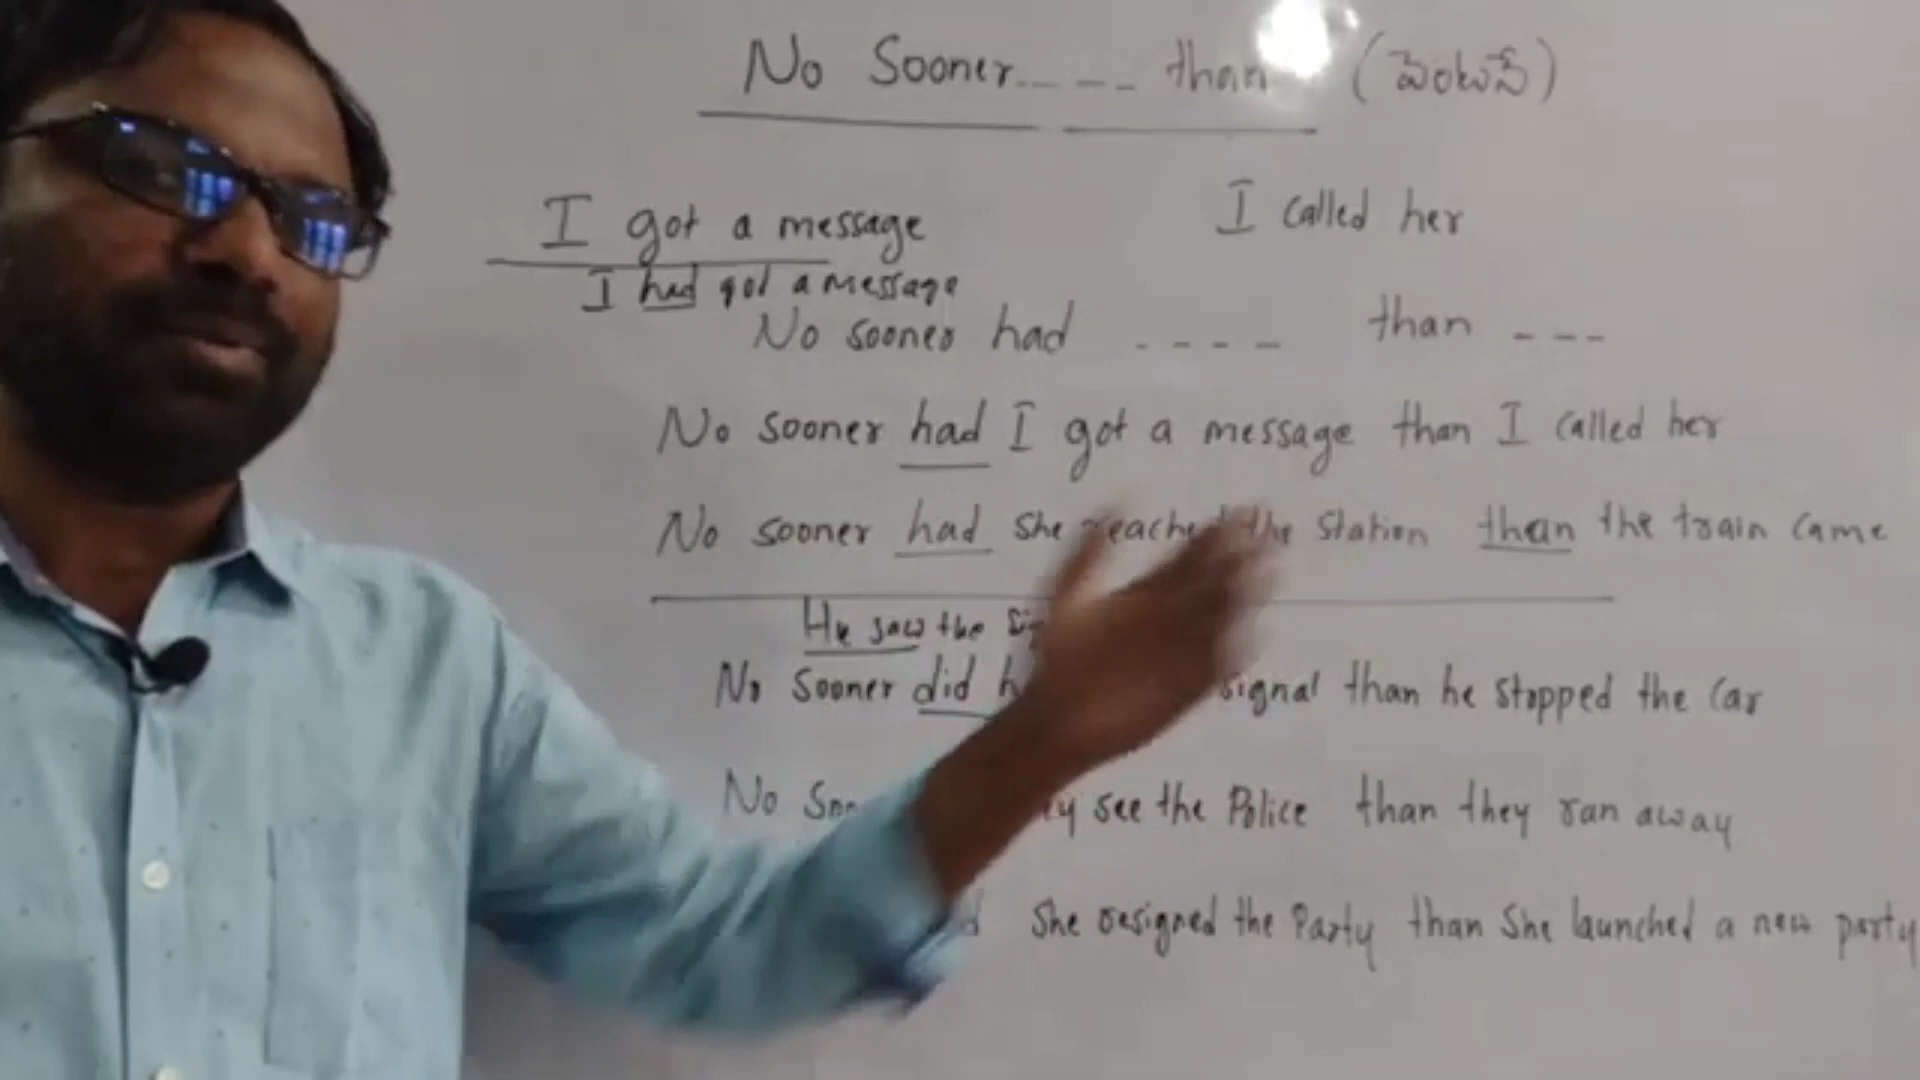 No Sooner.... --- than (వెంటనే)
I got a message I called her
I had got a message
No sooner had ---- than ---
No sooner had I got a message than I called her
No sooner had she reached the station than the train came
He saw the
No sooner did signal than he stopped the car
No see the Police than they ran away
She resigned the Party than She launched a new party